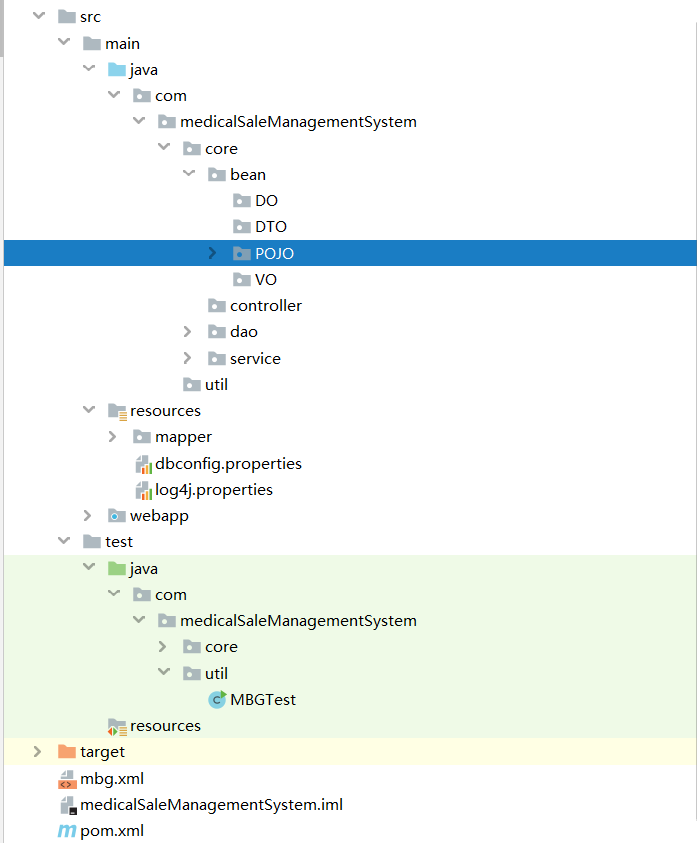 src
main
java
com
medicalSaleManagementSystem
core
bean
DO
DTO
POJO
VO
controller
dao
service
util
resources
mapper
dbconfig.properties
log4j.properties
webapp
test
java
com
medicalSaleManagementSystem
core
util
MBGTest
resources
target
mbg.xml
medicalSaleManagementSystem.iml
pom.xml